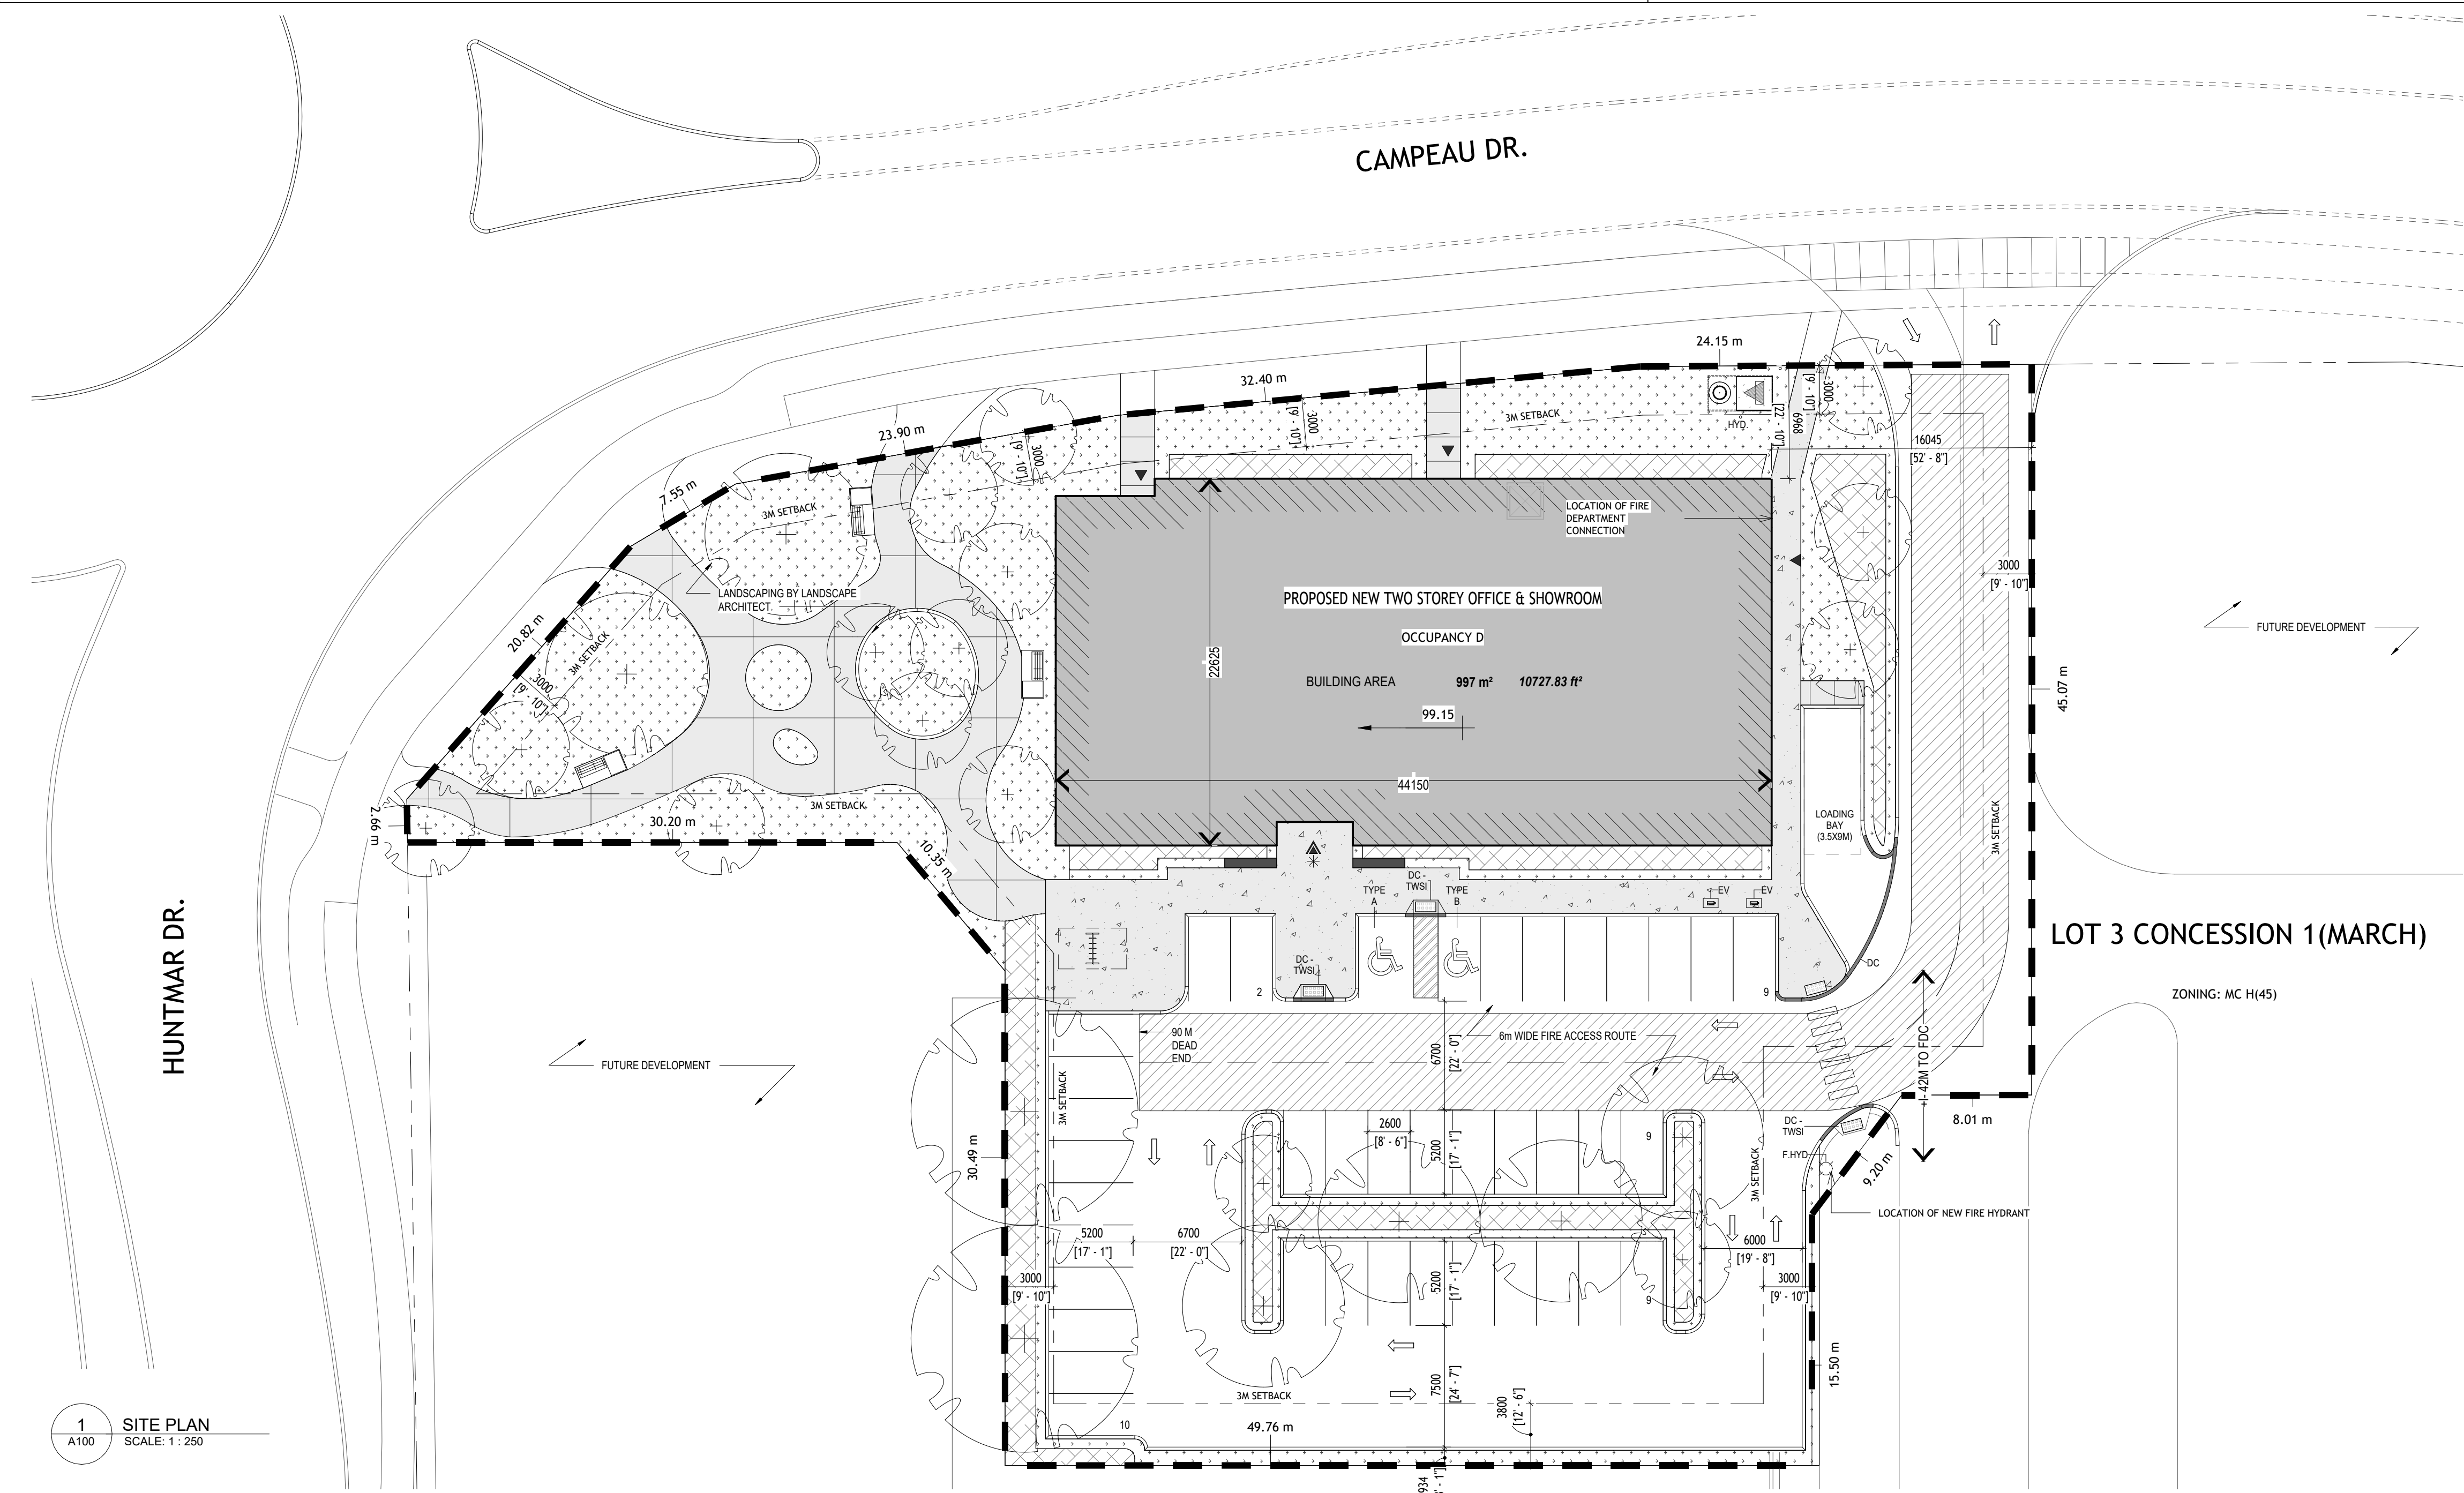 CAMPEAU DR.
24.15 m
32.40 m
23.90 m
7.55 m
20.82 m
2.66 m
30.20 m
10.35 m
3M SETBACK
3M SETBACK
3M SETBACK
3M SETBACK
3000
[9' - 10"]
3000
[9' - 10"]
3000
[9' - 10"]
3000
[9' - 10"]
HYD.
6968
[22' - 10"]
16045
[52' - 8"]
LANDSCAPING BY LANDSCAPE
ARCHITECT.
LOCATION OF FIRE
DEPARTMENT
CONNECTION
PROPOSED NEW TWO STOREY OFFICE & SHOWROOM
OCCUPANCY D
BUILDING AREA 997 m² 10727.83 ft²
99.15
22625
44150
3000
[9' - 10"]
FUTURE DEVELOPMENT
45.07 m
LOADING
BAY
(3.5X9M)
3M SETBACK
HUNTMAR DR.
LOT 3 CONCESSION 1(MARCH)
ZONING: MC H(45)
DC -
TWSI
TYPE
A
TYPE
B
EV
EV
DC -
TWSI
DC
2
9
90 M
DEAD
END
6m WIDE FIRE ACCESS ROUTE
6700
[22' - 0"]
+/- 42M TO FDC
FUTURE DEVELOPMENT
3M SETBACK
8.01 m
DC -
TWSI
F.HYD
9.20 m
LOCATION OF NEW FIRE HYDRANT
30.49 m
2600
[8' - 6"]
5200
[17' - 1"]
9
3M SETBACK
5200
[17' - 1"]
6700
[22' - 0"]
6000
[19' - 8"]
3000
[9' - 10"]
3000
[9' - 10"]
5200
[17' - 1"]
9
15.50 m
7500
[24' - 7"]
3M SETBACK
3800
[12' - 6"]
10
49.76 m
1
A100
SITE PLAN
SCALE: 1 : 250